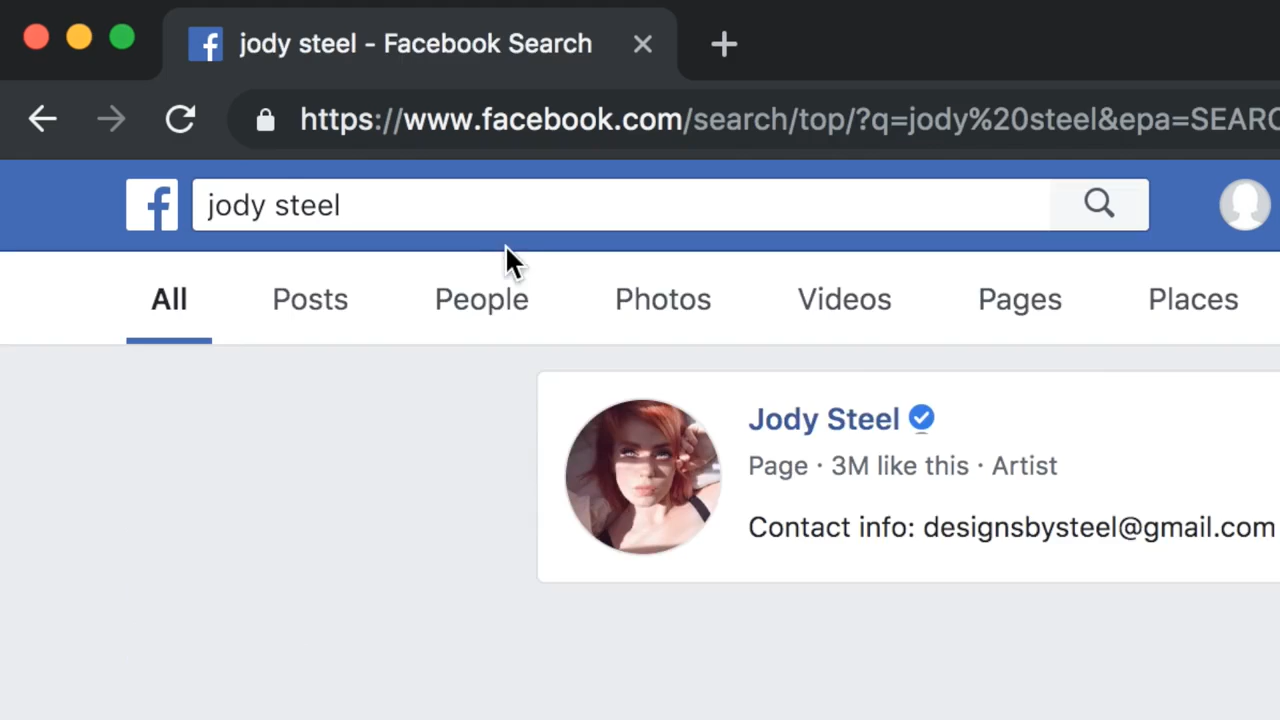 jody steel - Facebook Search
https://www.facebook.com/search/top/?q=jody%20steel&epa=SEARC
jody steel
All Posts People Photos Videos Pages Places
Jody Steel
Page · 3M like this · Artist
Contact info: designsbysteel@gmail.com